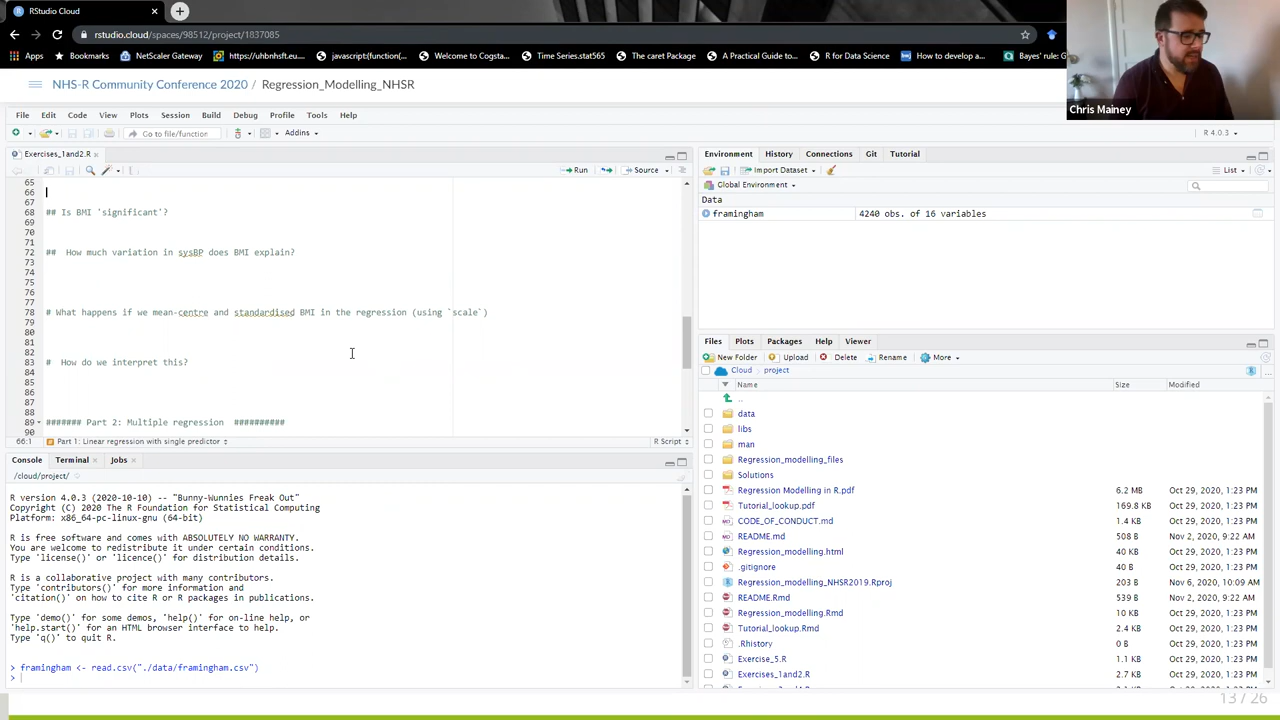 RStudio Cloud
rstudio.cloud/spaces/98512/project/1837085
Apps
Bookmarks
NetScaler Gateway
https://uhbnhsft.eu...
javascript(function(...
Welcome to Cogsta...
Time Series.stat565
The caret Package
A Practical Guide to...
R for Data Science
How to develop a...
Bayes' rule:
Chris Mainey
NHS-R Community Conference 2020 / Regression_Modelling_NHSR
File Edit Code View Plots Session Build Debug Profile Tools Help
Go to file/function
Addins
R 4.0.3
Exercises_1and2.R
Run
Source
65
66
67
68 ## Is BMI 'significant'?
69
70
71
72 ## How much variation in sysBP does BMI explain?
73
74
75
76
77
78 # What happens if we mean-centre and standardised BMI in the regression (using `scale`)
79
80
81
82
83 # How do we interpret this?
84
85
86
87
88
89 ####### Part 2: Multiple regression ##########
90
66:1 Part 1: Linear regression with single predictor
R Script
Console Terminal Jobs
/cloud/project/
R version 4.0.3 (2020-10-10) -- "Bunny-Wunnies Freak Out"
Copyright (C) 2020 The R Foundation for Statistical Computing
Platform: x86_64-pc-linux-gnu (64-bit)
R is free software and comes with ABSOLUTELY NO WARRANTY.
You are welcome to redistribute it under certain conditions.
Type 'license()' or 'licence()' for distribution details.
R is a collaborative project with many contributors.
Type 'contributors()' for more information and
'citation()' on how to cite R or R packages in publications.
Type 'demo()' for some demos, 'help()' for on-line help, or
'help.start()' for an HTML browser interface to help.
Type 'q()' to quit R.
> framingham <- read.csv("./data/framingham.csv")
>
Environment History Connections Git Tutorial
Import Dataset
List
Global Environment
Data
framingham 4240 obs. of 16 variables
Files Plots Packages Help Viewer
New Folder Upload Delete Rename More
Cloud project
Name Size Modified
..
data
libs
man
Regression_modelling_files
Solutions
Regression Modelling in R.pdf 6.2 MB Oct 29, 2020, 1:23 PM
Tutorial_lookup.pdf 169.8 KB Oct 29, 2020, 1:23 PM
CODE_OF_CONDUCT.md 1.4 KB Oct 29, 2020, 1:23 PM
README.md 508 B Nov 2, 2020, 9:22 AM
Regression_modelling.html 40 KB Oct 29, 2020, 1:23 PM
.gitignore 40 B Oct 29, 2020, 1:23 PM
Regression_modelling_NHSR2019.Rproj 203 B Nov 6, 2020, 10:09 AM
README.Rmd 539 B Nov 2, 2020, 9:22 AM
Regression_modelling.Rmd 10 KB Oct 29, 2020, 1:23 PM
Tutorial_lookup.Rmd 2.4 KB Oct 29, 2020, 1:23 PM
.Rhistory 0 B Oct 29, 2020, 1:23 PM
Exercise_5.R 1.1 KB Oct 29, 2020, 1:23 PM
Exercises_1and2.R 2.7 KB Oct 29, 2020, 1:23 PM
13 / 26